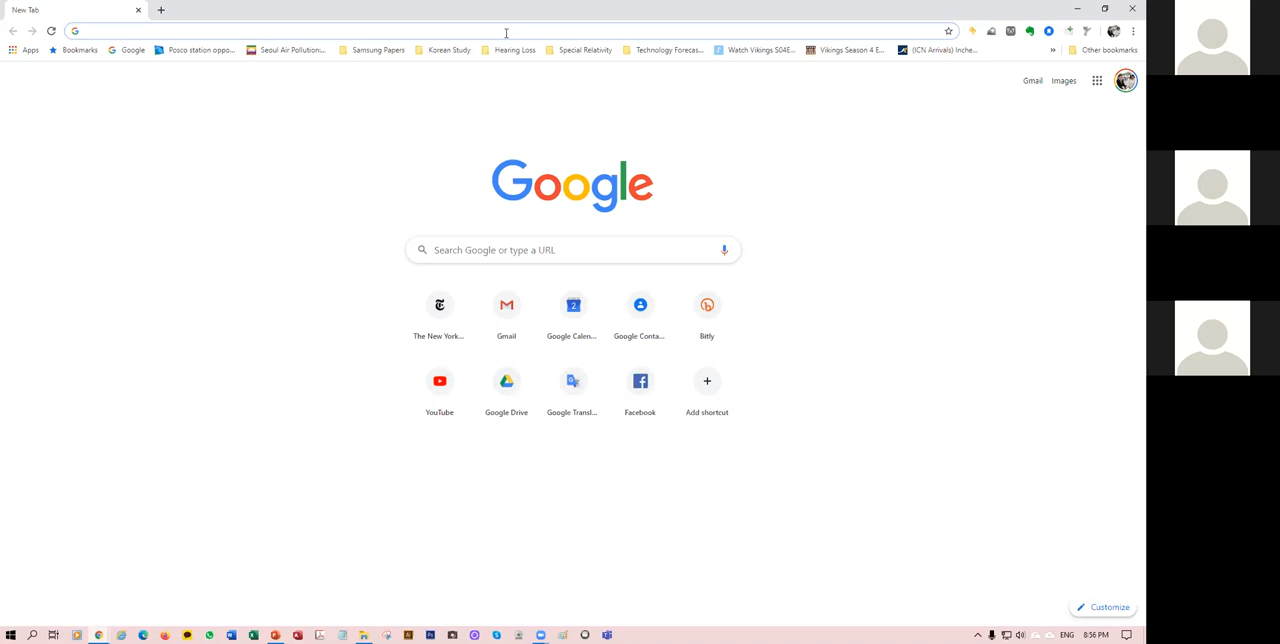 New Tab
Apps Bookmarks Google Posco station oppo... Seoul Air Pollution:... Samsung Papers Korean Study Hearing Loss Special Relativity Technology Forecas... Watch Vikings S04E... Vikings Season 4 E... (ICN Arrivals) Inche... » Other bookmarks
Gmail Images
Google
Search Google or type a URL
The New York... Gmail Google Calen... Google Conta... Bitly
YouTube Google Drive Google Transl... Facebook Add shortcut
Customize
ENG 8:56 PM